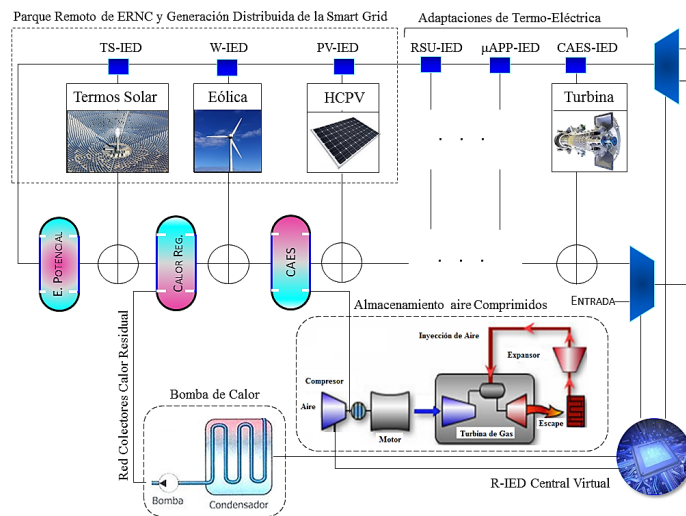 Parque Remoto de ERNC y Generación Distribuida de la Smart Grid
Adaptaciones de Termo-Eléctrica
TS-IED
W-IED
PV-IED
RSU-IED
µAPP-IED
CAES-IED
Termos Solar
Eólica
HCPV
Turbina
E. POTENCIAL
CALOR REG.
CAES
ENTRADA
Almacenamiento aire Comprimidos
Inyección de Aire
Expansor
Compresor
Aire
Motor
Turbina de Gas
Escape
Red Colectores Calor Residual
Bomba de Calor
Bomba
Condensador
R-IED Central Virtual